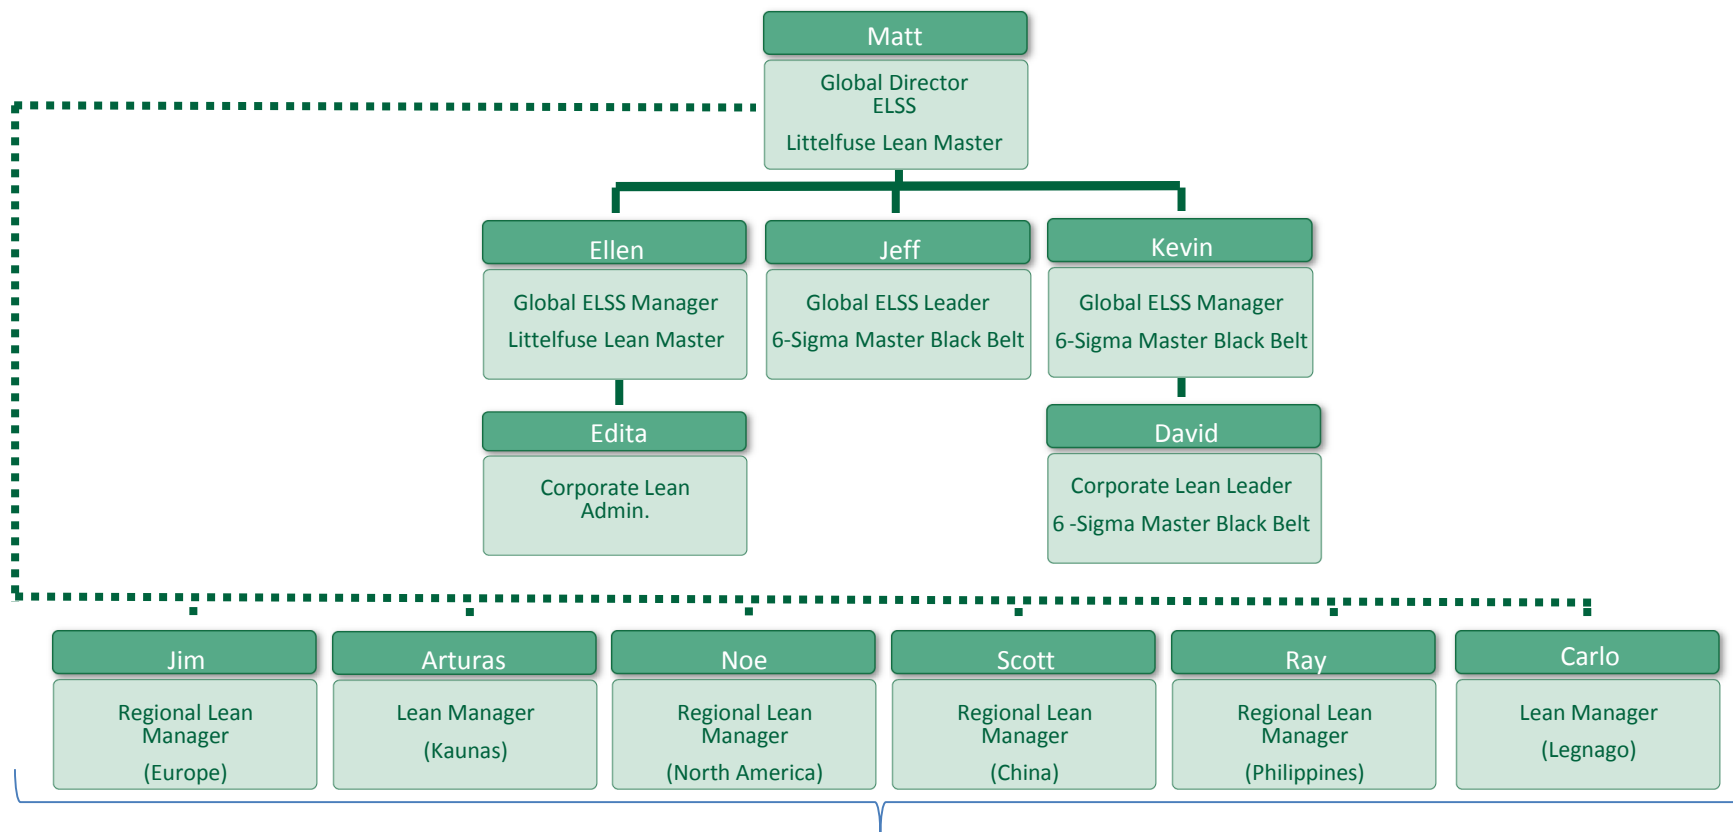 Matt
Global Director
ELSS
Littelfuse Lean Master
Ellen
Global ELSS Manager
Littelfuse Lean Master
Jeff
Global ELSS Leader
6-Sigma Master Black Belt
Kevin
Global ELSS Manager
6-Sigma Master Black Belt
Edita
Corporate Lean
Admin.
David
Corporate Lean Leader
6 -Sigma Master Black Belt
Jim
Regional Lean
Manager
(Europe)
Arturas
Lean Manager
(Kaunas)
Noe
Regional Lean
Manager
(North America)
Scott
Regional Lean
Manager
(China)
Ray
Regional Lean
Manager
(Philippines)
Carlo
Lean Manager
(Legnago)